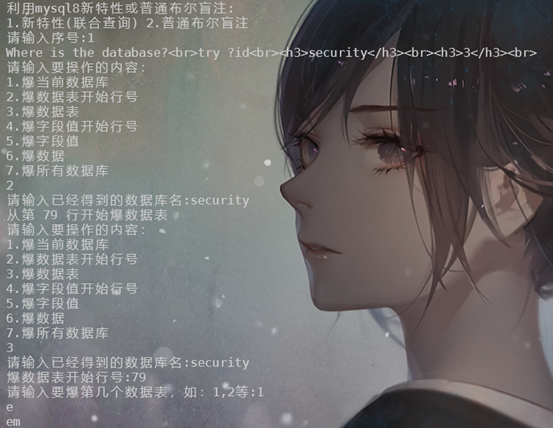 利用mysql8新特性或普通布尔盲注:
1.新特性(联合查询) 2.普通布尔盲注
请输入序号:1
Where is the database?<br>try ?id<br><h3>security</h3><br><h3>3</h3><br>
请输入要操作的内容:
1.爆当前数据库
2.爆数据表开始行号
3.爆数据表
4.爆字段值开始行号
5.爆字段值
6.爆数据
7.爆所有数据库
2
请输入已经得到的数据库名:security
从第 79 行开始爆数据表
请输入要操作的内容:
1.爆当前数据库
2.爆数据表开始行号
3.爆数据表
4.爆字段值开始行号
5.爆字段值
6.爆数据
7.爆所有数据库
3
请输入已经得到的数据库名:security
爆数据表开始行号:79
请输入要爆第几个数据表，如: 1,2等:1
e
em